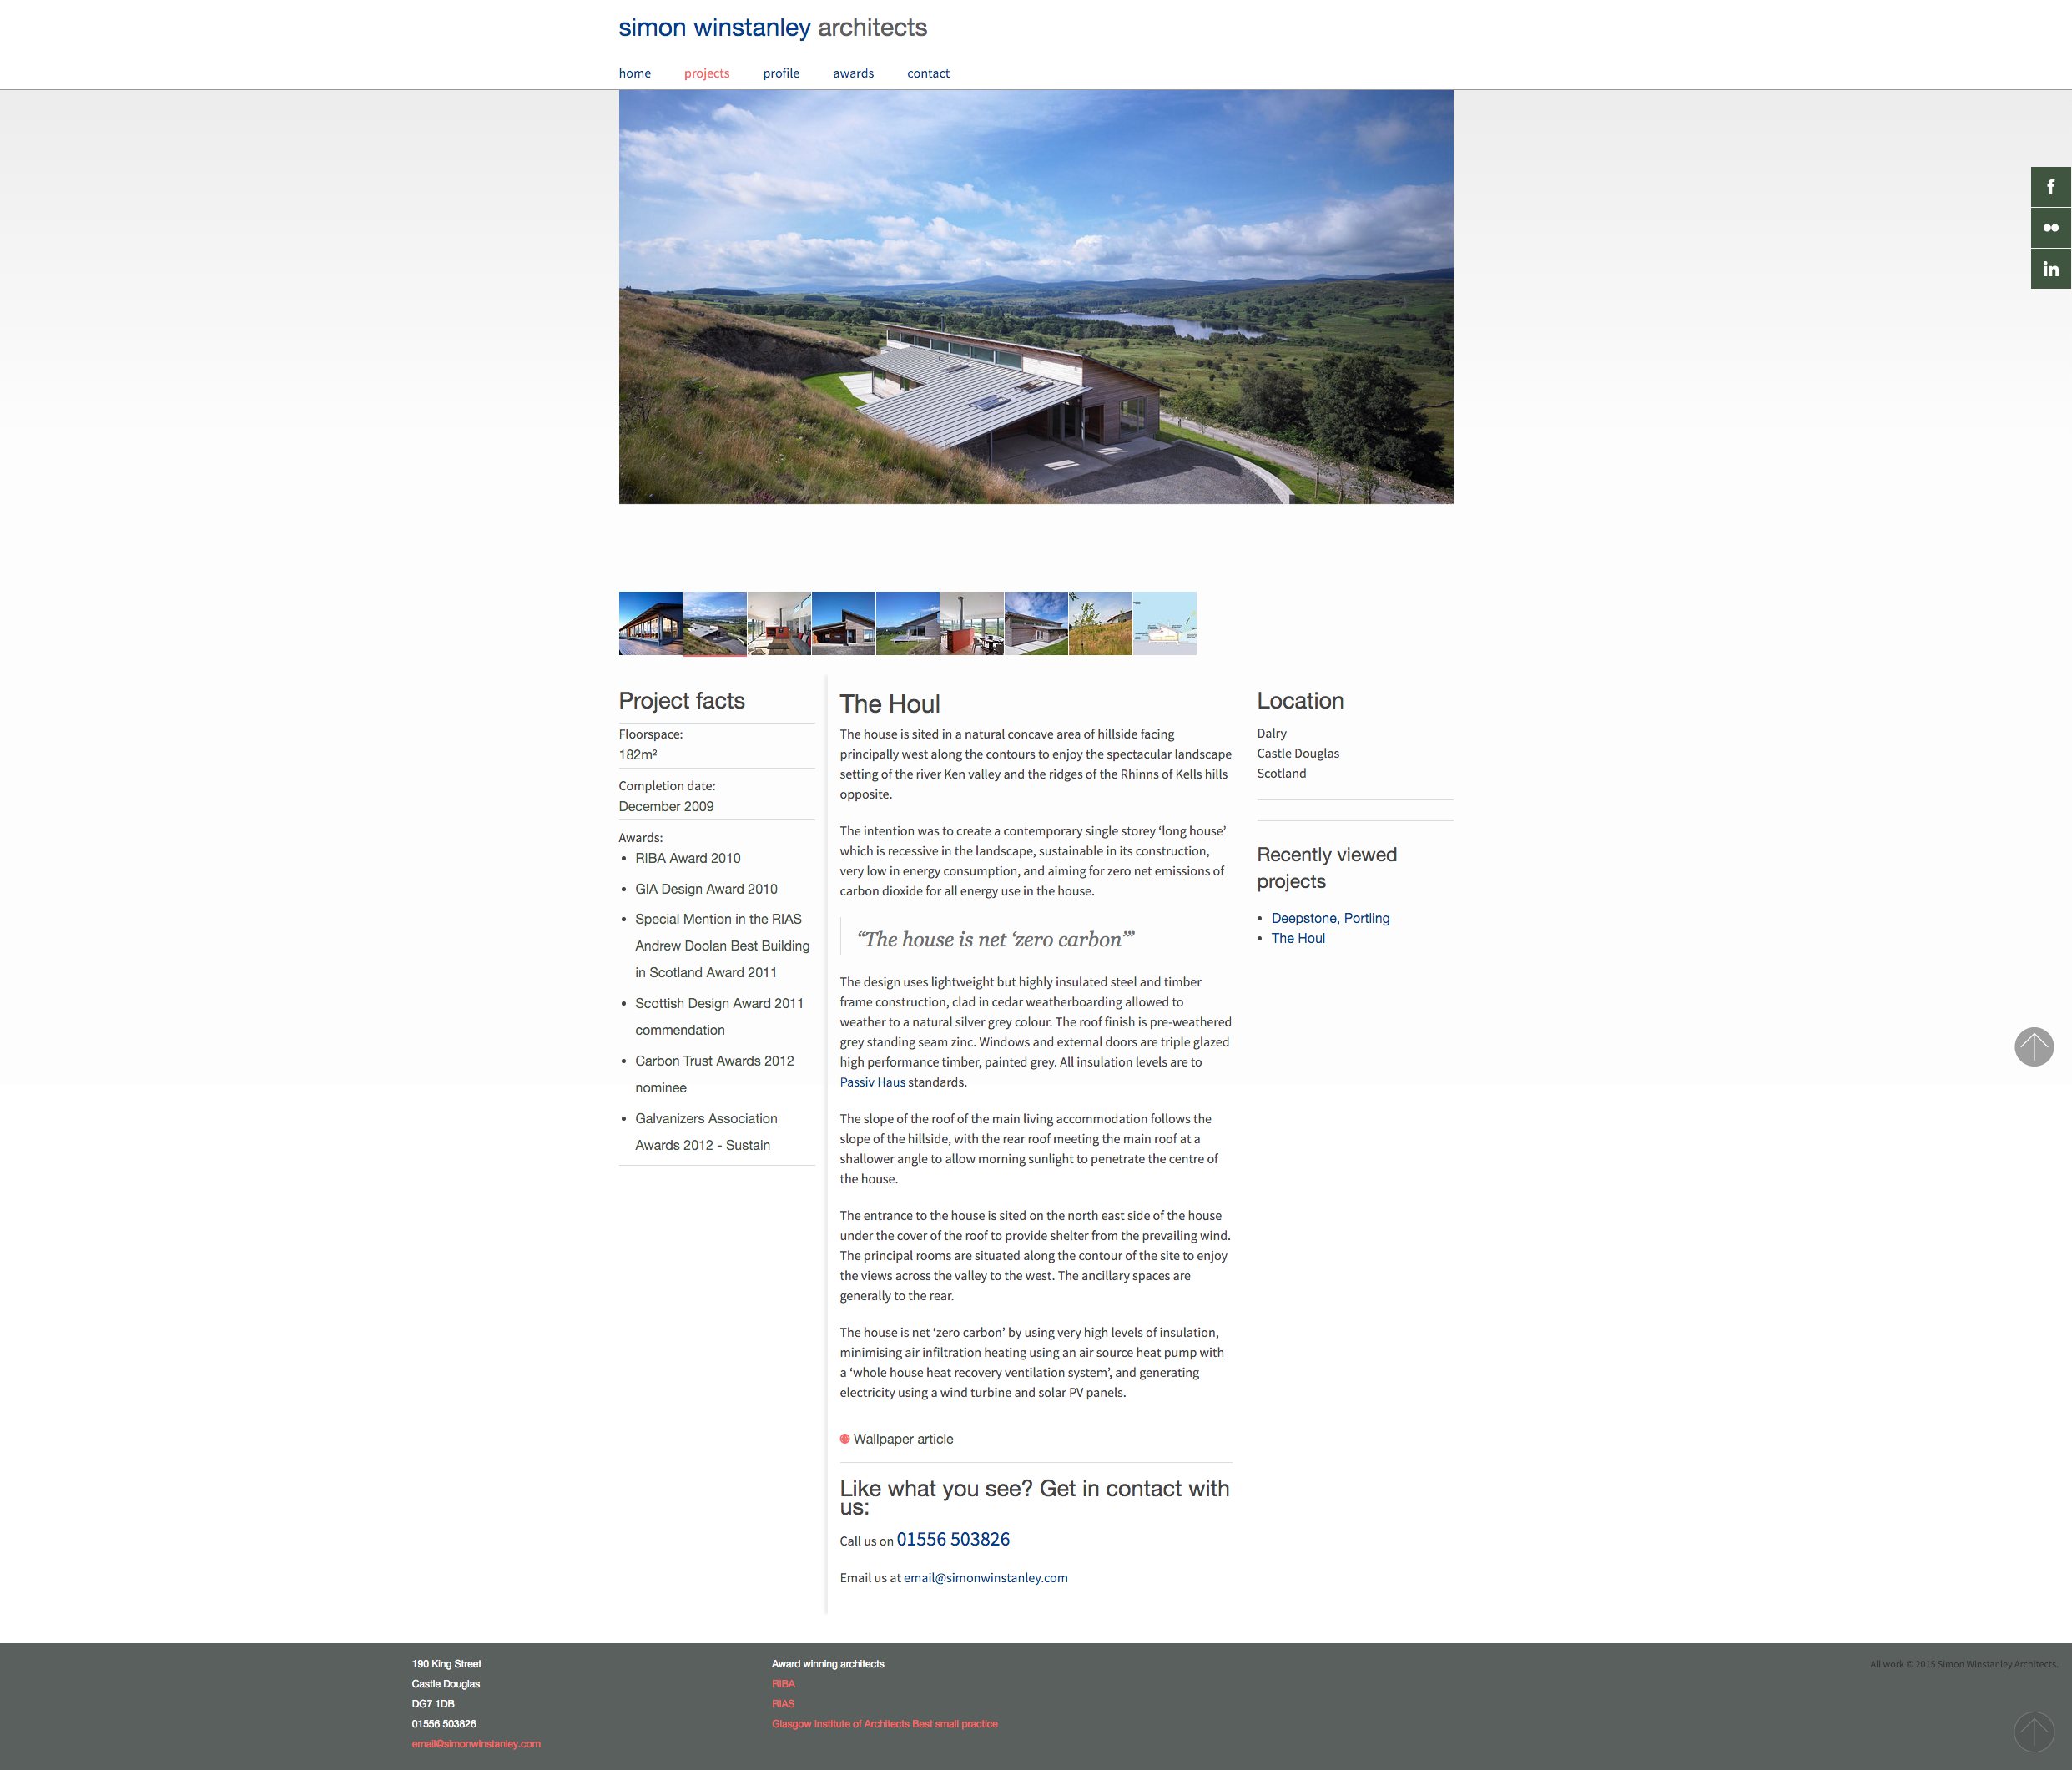 simon winstanley architects
home projects profile awards contact
f
in
Project facts
Floorspace:
182m²
Completion date:
December 2009
Awards:
• RIBA Award 2010
• GIA Design Award 2010
• Special Mention in the RIAS
Andrew Doolan Best Building
in Scotland Award 2011
• Scottish Design Award 2011
commendation
• Carbon Trust Awards 2012
nominee
• Galvanizers Association
Awards 2012 - Sustain
The Houl
The house is sited in a natural concave area of hillside facing
principally west along the contours to enjoy the spectacular landscape
setting of the river Ken valley and the ridges of the Rhinns of Kells hills
opposite.
The intention was to create a contemporary single storey ‘long house’
which is recessive in the landscape, sustainable in its construction,
very low in energy consumption, and aiming for zero net emissions of
carbon dioxide for all energy use in the house.
“The house is net ‘zero carbon’”
The design uses lightweight but highly insulated steel and timber
frame construction, clad in cedar weatherboarding allowed to
weather to a natural silver grey colour. The roof finish is pre-weathered
grey standing seam zinc. Windows and external doors are triple glazed
high performance timber, painted grey. All insulation levels are to
Passiv Haus standards.
The slope of the roof of the main living accommodation follows the
slope of the hillside, with the rear roof meeting the main roof at a
shallower angle to allow morning sunlight to penetrate the centre of
the house.
The entrance to the house is sited on the north east side of the house
under the cover of the roof to provide shelter from the prevailing wind.
The principal rooms are situated along the contour of the site to enjoy
the views across the valley to the west. The ancillary spaces are
generally to the rear.
The house is net ‘zero carbon’ by using very high levels of insulation,
minimising air infiltration heating using an air source heat pump with
a ‘whole house heat recovery ventilation system’, and generating
electricity using a wind turbine and solar PV panels.
Wallpaper article
Like what you see? Get in contact with
us:
Call us on 01556 503826
Email us at email@simonwinstanley.com
Location
Dalry
Castle Douglas
Scotland
Recently viewed
projects
• Deepstone, Portling
• The Houl
190 King Street
Castle Douglas
DG7 1DB
01556 503826
email@simonwinstanley.com
Award winning architects
RIBA
RIAS
Glasgow Institute of Architects Best small practice
All work © 2015 Simon Winstanley Architects.